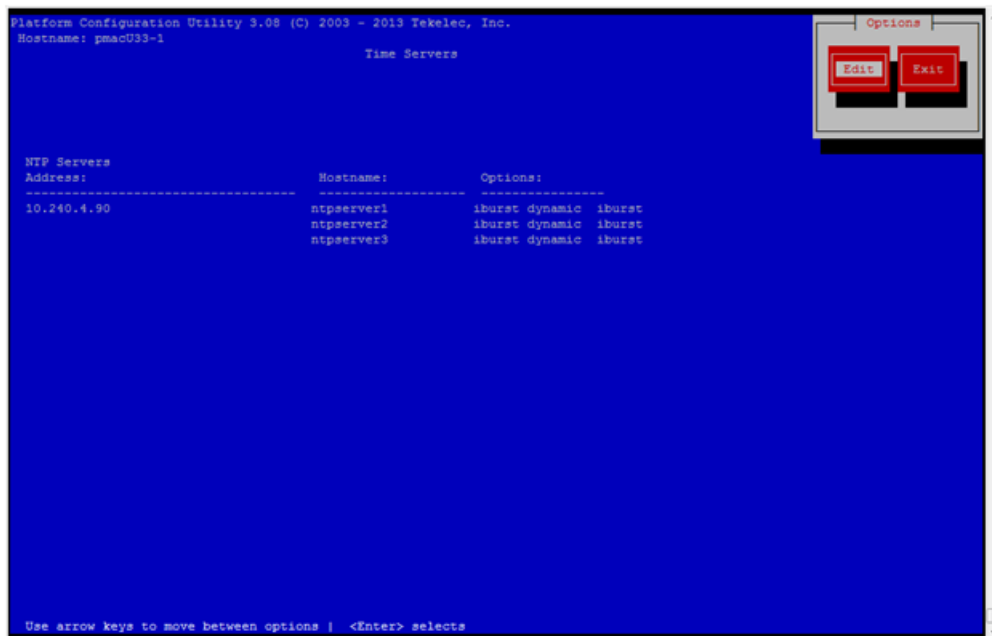 Platform Configuration Utility 3.08 (C) 2003 - 2013 Tekelec, Inc.
Hostname: pmacU33-1
Time Servers
Options
Edit Exit
NTP Servers
Address: Hostname: Options:
---------------------------------- ------------------- ----------------
10.240.4.90 ntpserver1 iburst dynamic iburst
ntpserver2 iburst dynamic iburst
ntpserver3 iburst dynamic iburst
Use arrow keys to move between options | <Enter> selects